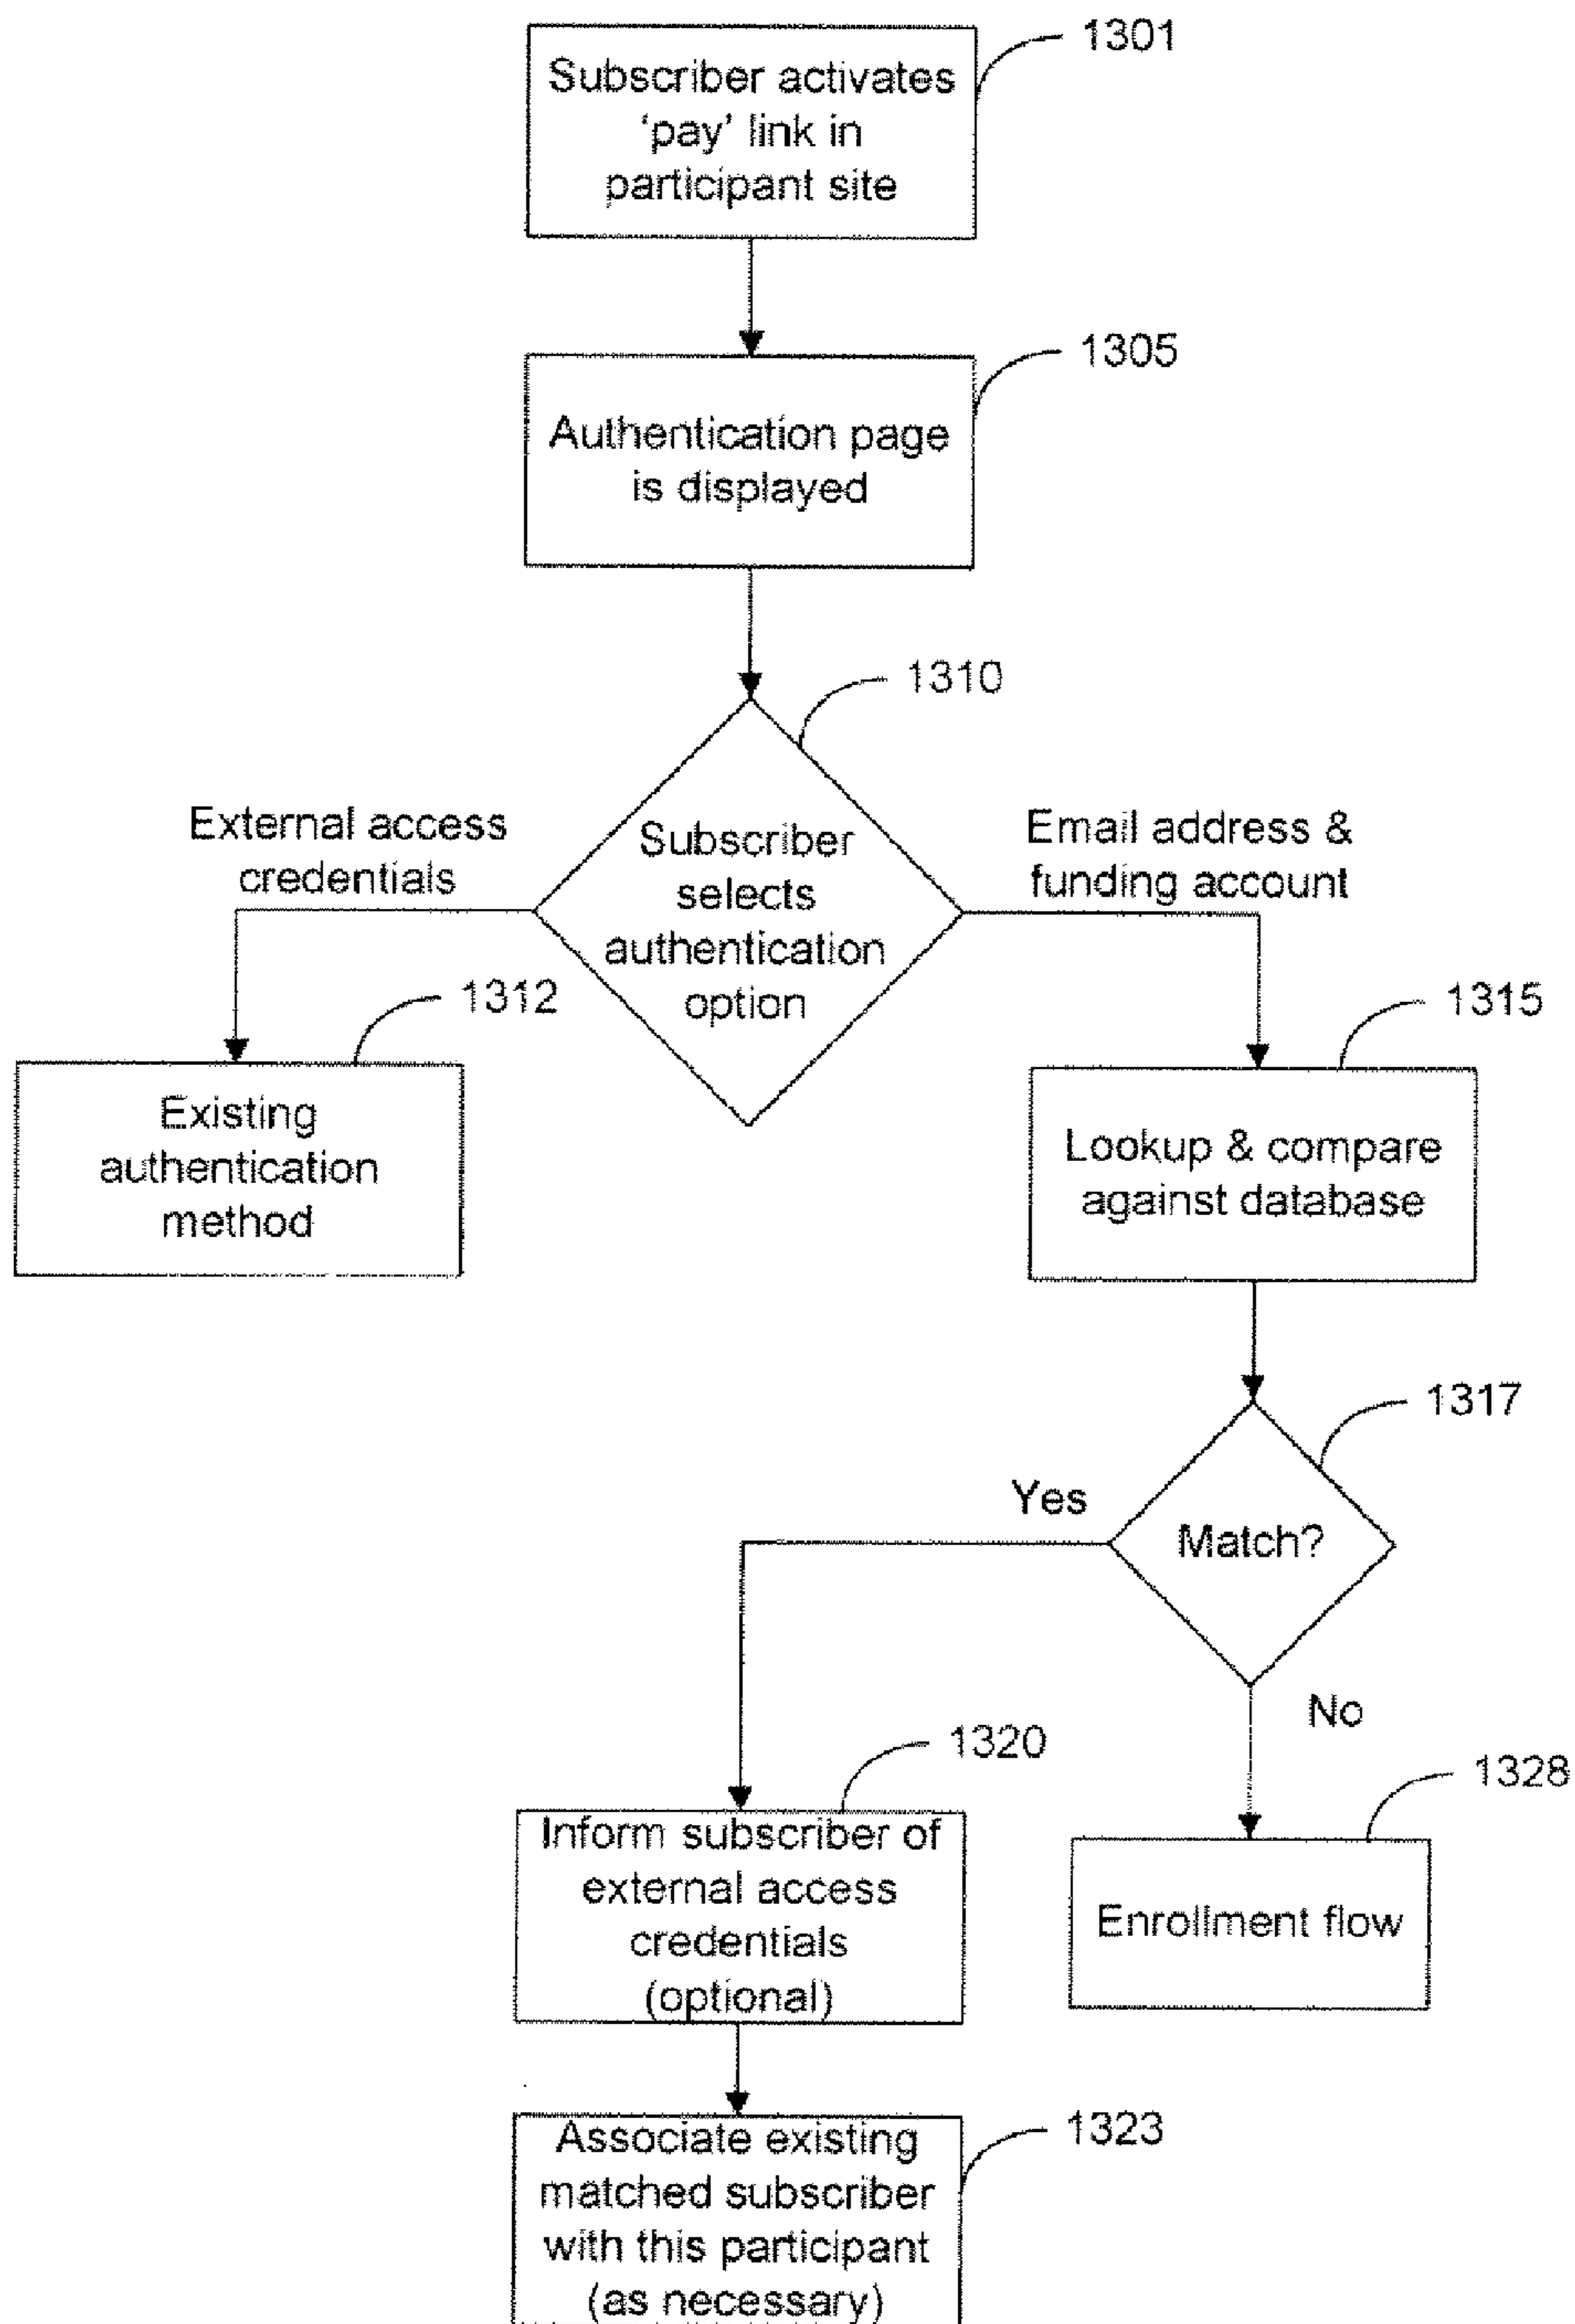 1301
Subscriber activates
‘pay’ link in
participant site
1305
Authentication page
is displayed
1310
Subscriber
selects
authentication
option
External access
credentials
Email address &
funding account
1312
Existing
authentication
method
1315
Lookup & compare
against database
1317
Match?
Yes
No
1320
Inform subscriber of
external access
credentials
(optional)
1328
Enrollment flow
1323
Associate existing
matched subscriber
with this participant
(as necessary)